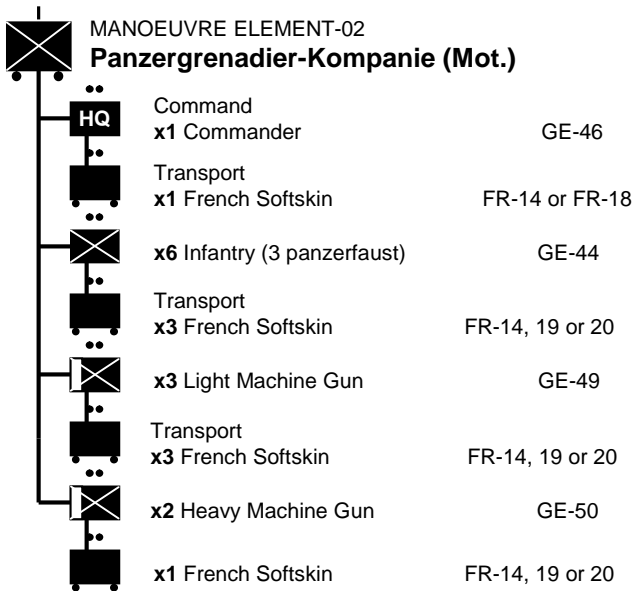 MANOEUVRE ELEMENT-02
Panzergrenadier-Kompanie (Mot.)
HQ
Command
x1 Commander GE-46
Transport
x1 French Softskin FR-14 or FR-18
x6 Infantry (3 panzerfaust) GE-44
Transport
x3 French Softskin FR-14, 19 or 20
x3 Light Machine Gun GE-49
Transport
x3 French Softskin FR-14, 19 or 20
x2 Heavy Machine Gun GE-50
x1 French Softskin FR-14, 19 or 20